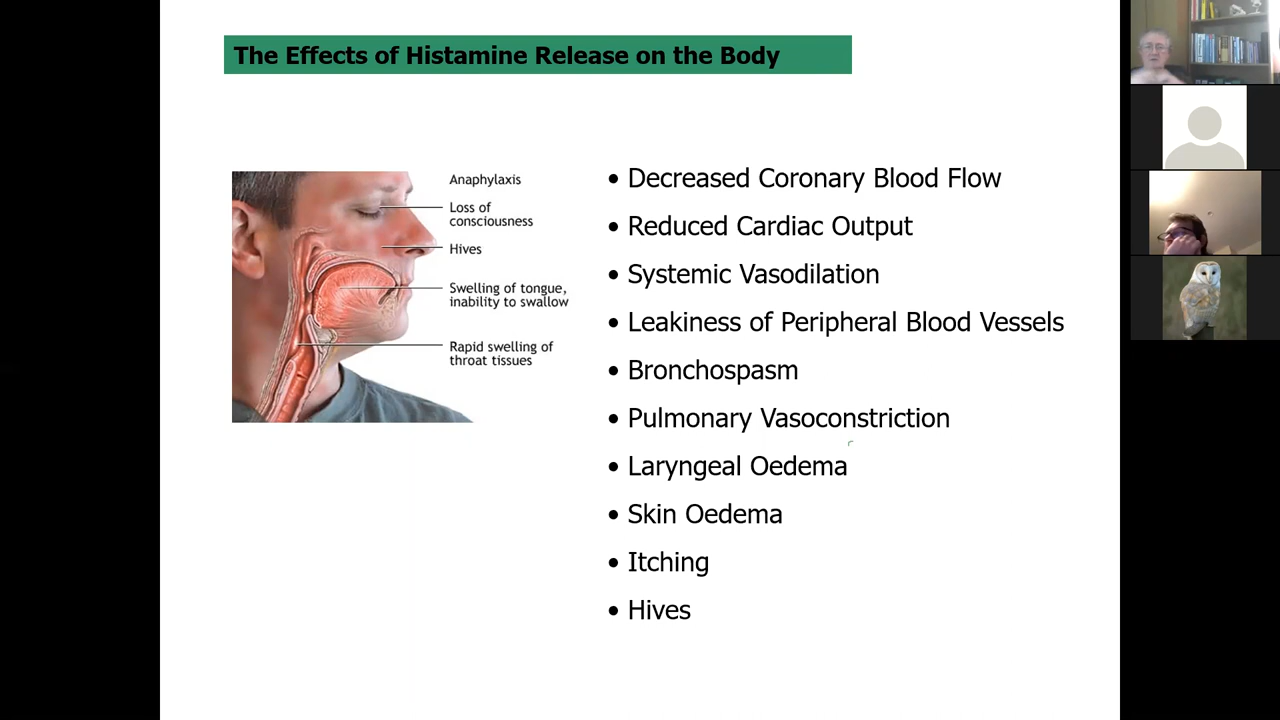 The Effects of Histamine Release on the Body
Anaphylaxis
Loss of
consciousness
Hives
Swelling of tongue,
inability to swallow
Rapid swelling of
throat tissues
• Decreased Coronary Blood Flow
• Reduced Cardiac Output
• Systemic Vasodilation
• Leakiness of Peripheral Blood Vessels
• Bronchospasm
• Pulmonary Vasoconstriction
• Laryngeal Oedema
• Skin Oedema
• Itching
• Hives